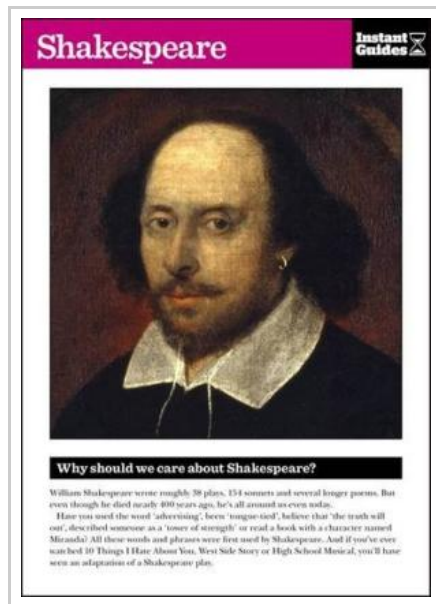 Shakespeare
Instant
Guides
Why should we care about Shakespeare?
William Shakespeare wrote roughly 38 plays, 154 sonnets and several longer poems. But
even though he died nearly 400 years ago, he's all around us even today.
Have you used the word 'advertising', been 'tongue-tied', believe that 'the truth will
out', described someone as a 'tower of strength' or read a book with a character named
Miranda? All these words and phrases were first used by Shakespeare. And if you've ever
watched 10 Things I Hate About You, West Side Story or High School Musical, you'll have
seen an adaptation of a Shakespeare play.